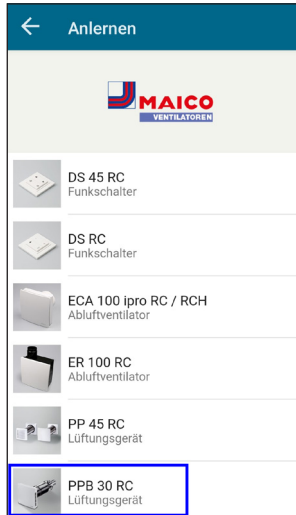 Anlernen
MAICO
VENTILATOREN
DS 45 RC
Funkschalter
DS RC
Funkschalter
ECA 100 ipro RC / RCH
Abluftventilator
ER 100 RC
Abluftventilator
PP 45 RC
Lüftungsgerät
PPB 30 RC
Lüftungsgerät